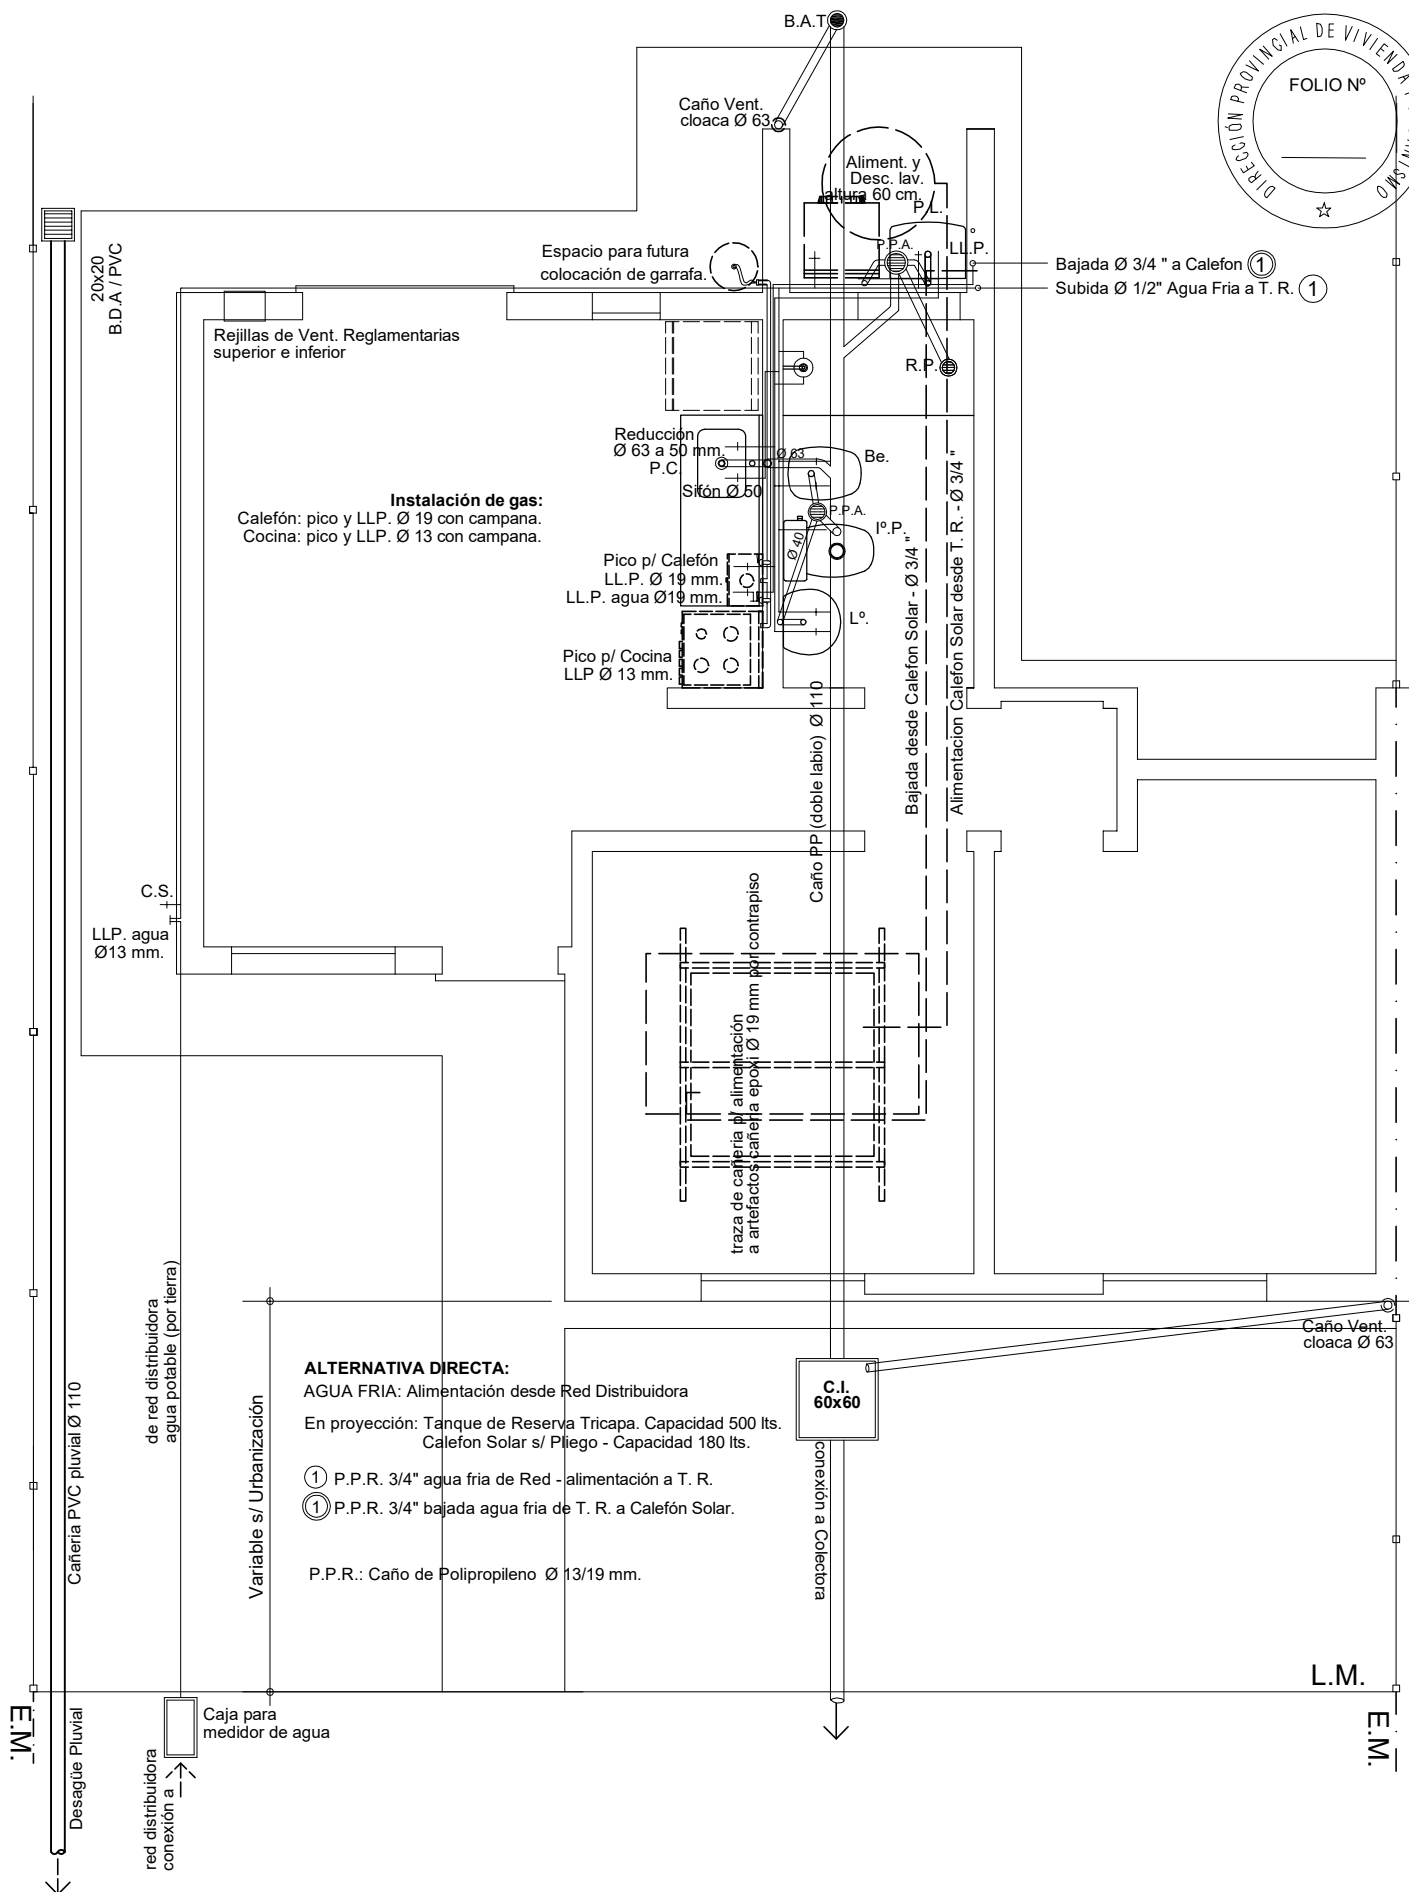 B.A.T
DIRECCIÓN PROVINCIAL DE VIVIENDA
FOLIO Nº
Caño Vent.
cloaca Ø 63
Aliment. y
Desc. lav.
altura 60 cm.
P.L.
P.P.A.
LL.P.
Espacio para futura
colocación de garrafa.
Bajada Ø 3/4 " a Calefon 1
Subida Ø 1/2" Agua Fria a T. R. 1
20x20
B.D.A / PVC
Rejillas de Vent. Reglamentarias
superior e inferior
R.P.
Reducción
Ø 63 a 50 mm.
P.C.
Ø 63
Be.
Sifón Ø 50
Instalación de gas:
Calefón: pico y LLP. Ø 19 con campana.
Cocina: pico y LLP. Ø 13 con campana.
P.P.A.
Iº.P.
Ø 40
Pico p/ Calefón
LL.P. Ø 19 mm.
LL.P. agua Ø19 mm.
Lº.
Pico p/ Cocina
LLP Ø 13 mm.
Caño PP (doble labio) Ø 110
Bajada desde Calefon Solar - Ø 3/4 "
Alimentacion Calefon Solar desde T. R. - Ø 3/4 "
C.S.
LLP. agua
Ø13 mm.
traza de cañeria p/ alimentación
a artefactos cañeria epoxi Ø 19 mm por contrapiso
de red distribuidora
agua potable (por tierra)
Caño Vent.
cloaca Ø 63
ALTERNATIVA DIRECTA:
AGUA FRIA: Alimentación desde Red Distribuidora
En proyección: Tanque de Reserva Tricapa. Capacidad 500 lts.
Calefon Solar s/ Pliego - Capacidad 180 lts.
1 P.P.R. 3/4" agua fria de Red - alimentación a T. R.
1 P.P.R. 3/4" bajada agua fria de T. R. a Calefón Solar.
P.P.R.: Caño de Polipropileno Ø 13/19 mm.
C.I.
60x60
conexión a Colectora
Variable s/ Urbanización
Cañeria PVC pluvial Ø 110
L.M.
E.M.
E.M.
Caja para
medidor de agua
Desagüe Pluvial
red distribuidora
conexión a